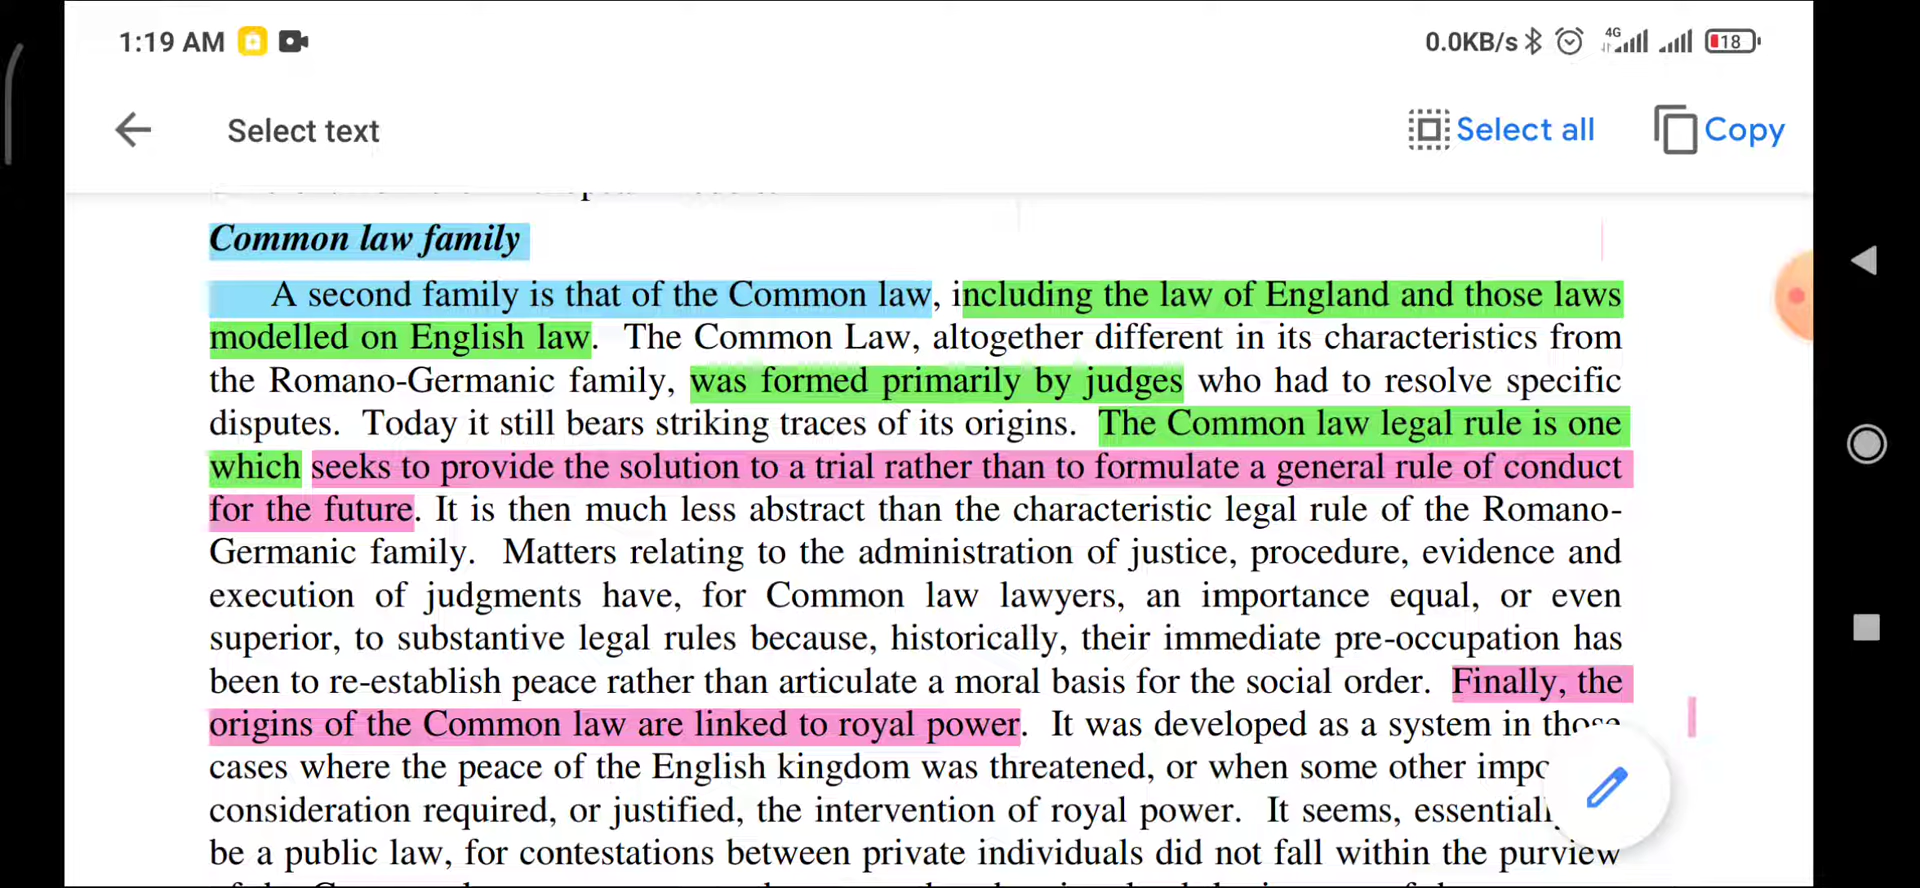 1:19 AM
0.0KB/s 4G 18
Select text
Select all
Copy
Common law family
A second family is that of the Common law, including the law of England and those laws
modelled on English law. The Common Law, altogether different in its characteristics from
the Romano-Germanic family, was formed primarily by judges who had to resolve specific
disputes. Today it still bears striking traces of its origins. The Common law legal rule is one
which seeks to provide the solution to a trial rather than to formulate a general rule of conduct
for the future. It is then much less abstract than the characteristic legal rule of the Romano-
Germanic family. Matters relating to the administration of justice, procedure, evidence and
execution of judgments have, for Common law lawyers, an importance equal, or even
superior, to substantive legal rules because, historically, their immediate pre-occupation has
been to re-establish peace rather than articulate a moral basis for the social order. Finally, the
origins of the Common law are linked to royal power. It was developed as a system in those
cases where the peace of the English kingdom was threatened, or when some other
consideration required, or justified, the intervention of royal power. It seems,
be a public law, for contestations between private individuals did not fall within the purview